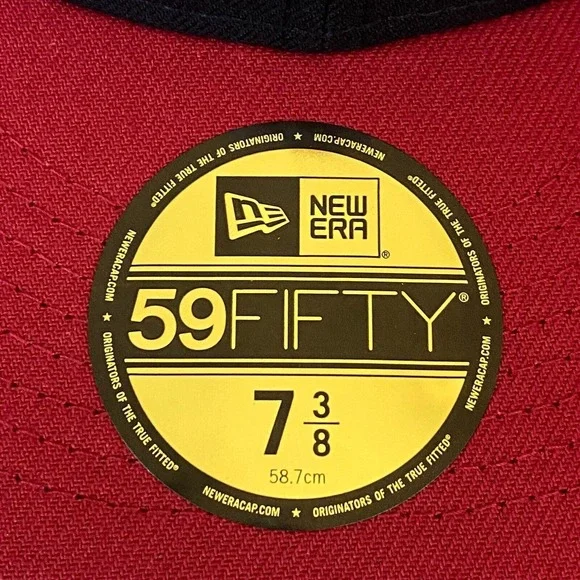 NEW
ERA
®
59FIFTY®
7 3/8
58.7cm
NEWERACAP.COM ★ ORIGINATORS OF THE TRUE FITTED®
NEWERACAP.COM ★ ORIGINATORS OF THE TRUE FITTED®
NEWERACAP.COM ★ ORIGINATORS OF THE TRUE FITTED®
NEWERACAP.COM ★ ORIGINATORS OF THE TRUE FITTED®